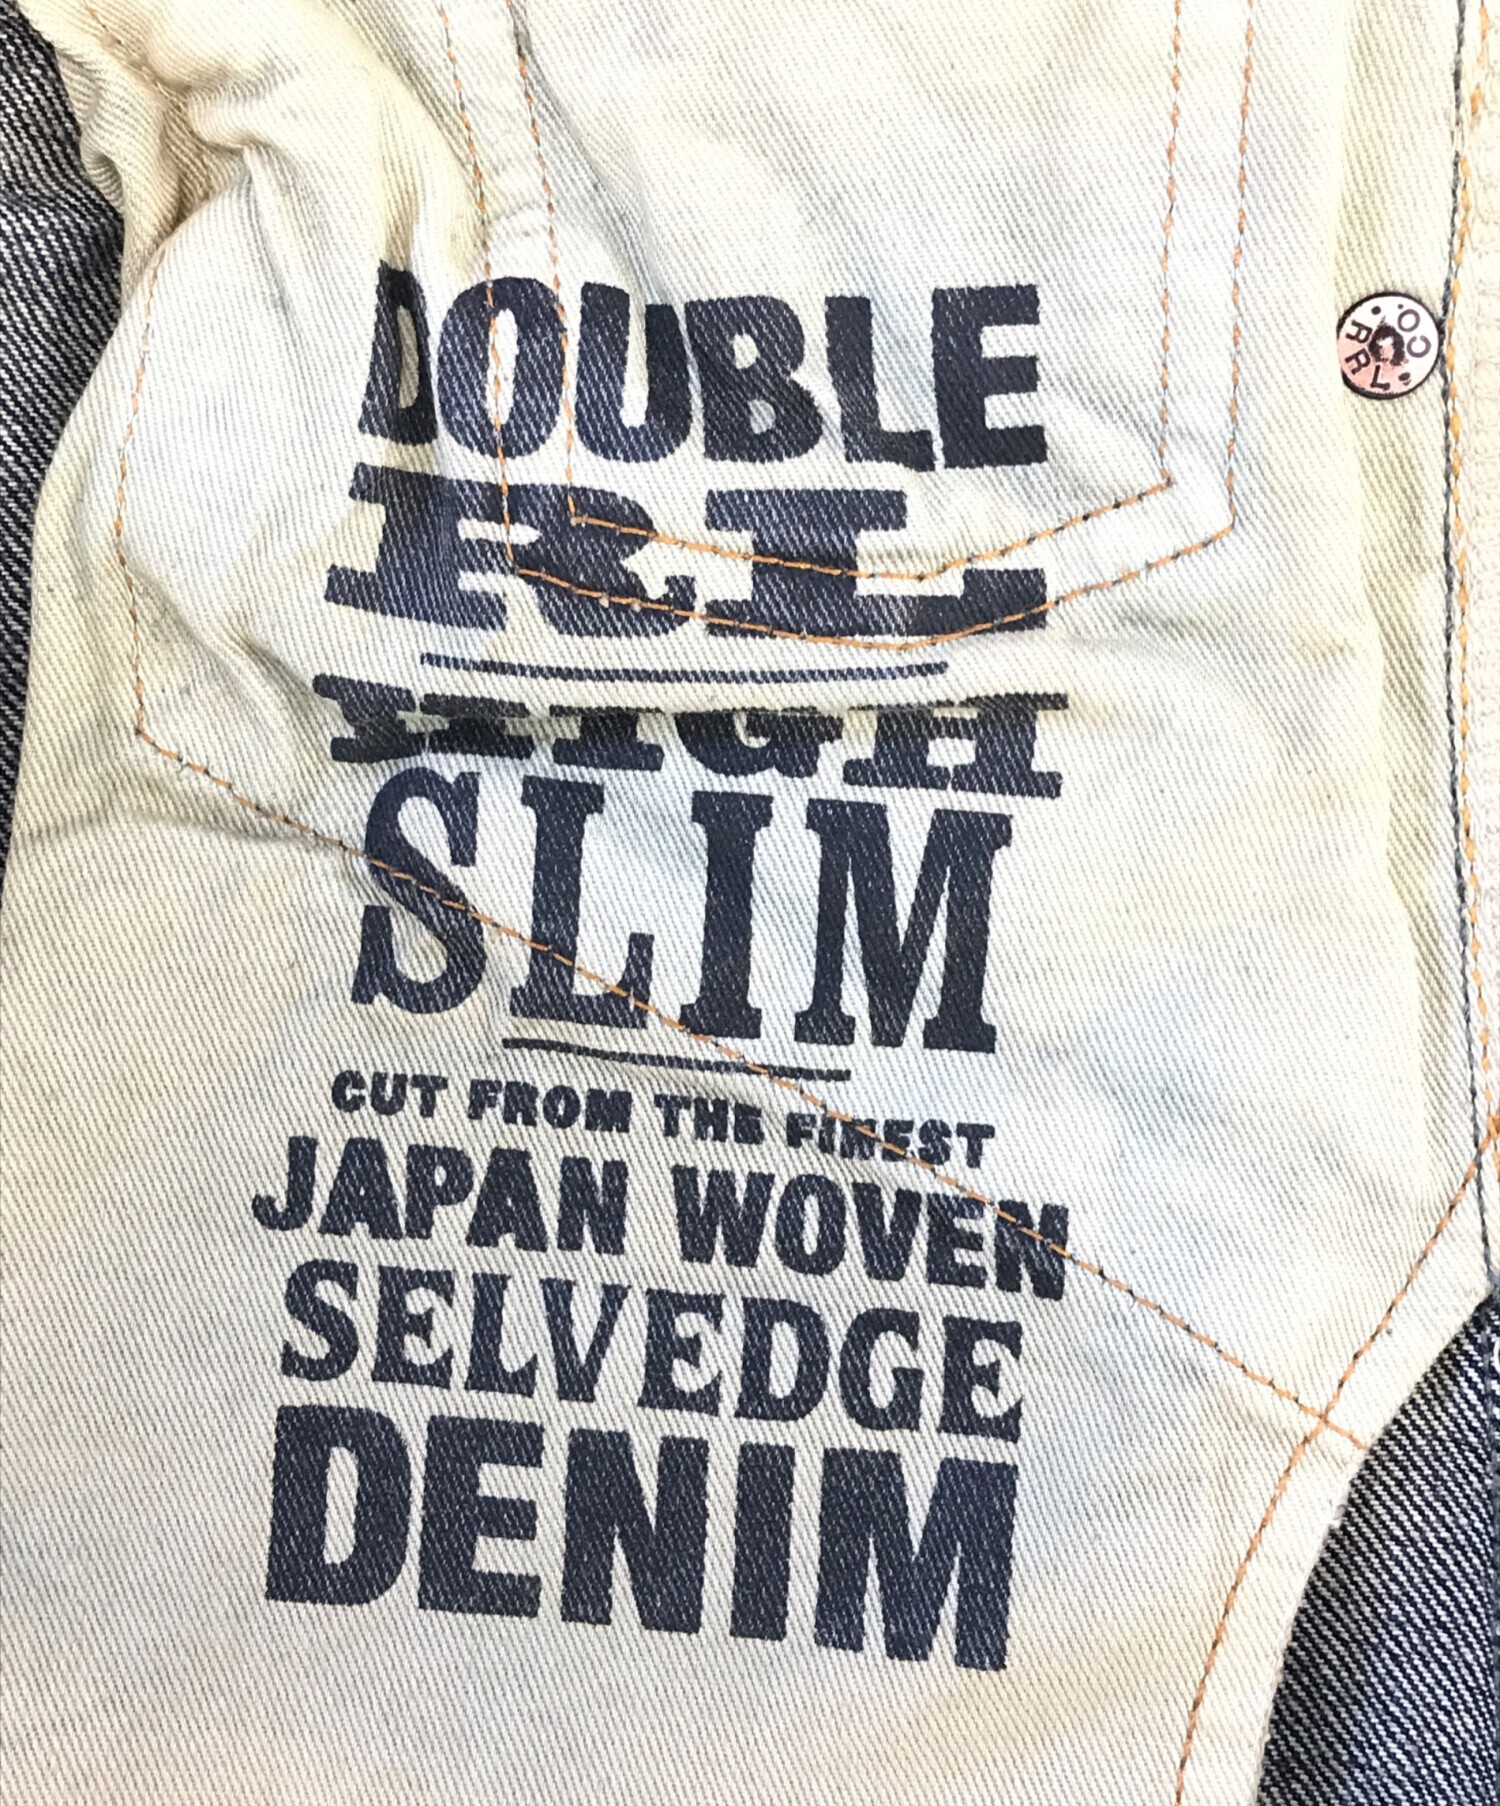 DOUBLE
RL
HIGH
SLIM
CUT FROM THE FINEST
JAPAN WOVEN
SELVEDGE
DENIM
RRL CO.